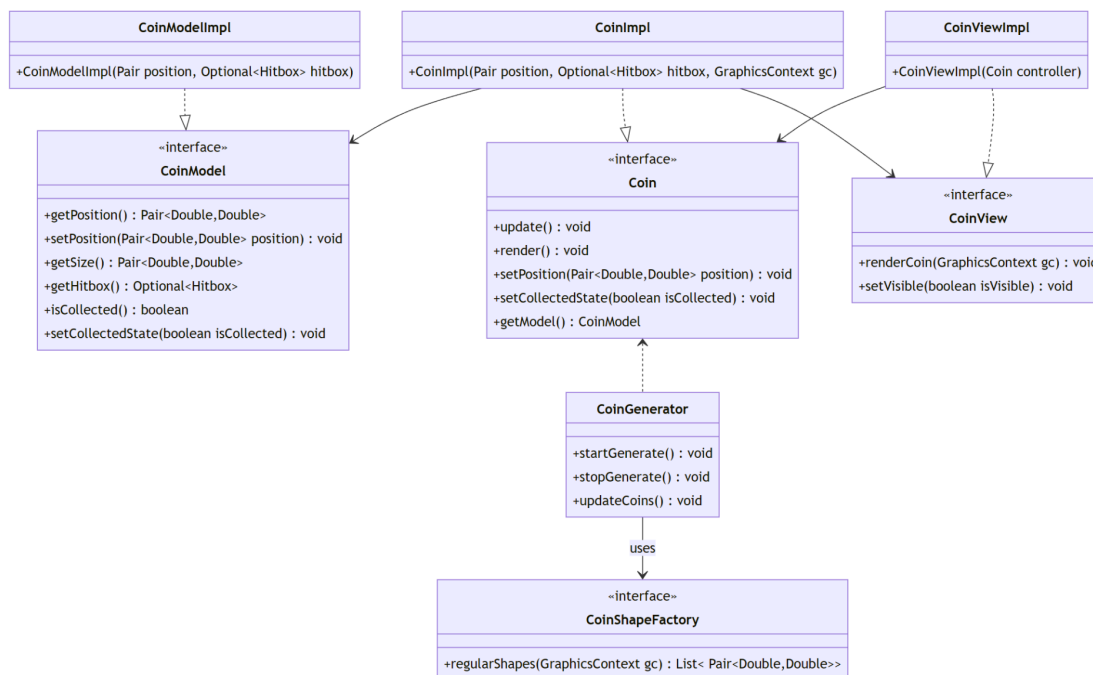 CoinModelImpl
+CoinModelImpl(Pair position, Optional<Hitbox> hitbox)
CoinImpl
+CoinImpl(Pair position, Optional<Hitbox> hitbox, GraphicsContext gc)
CoinViewImpl
+CoinViewImpl(Coin controller)
«interface»
CoinModel
+getPosition() : Pair<Double,Double>
+setPosition(Pair<Double,Double> position) : void
+getSize() : Pair<Double,Double>
+getHitbox() : Optional<Hitbox>
+isCollected() : boolean
+setCollectedState(boolean isCollected) : void
«interface»
Coin
+update() : void
+render() : void
+setPosition(Pair<Double,Double> position) : void
+setCollectedState(boolean isCollected) : void
+getModel() : CoinModel
«interface»
CoinView
+renderCoin(GraphicsContext gc) : void
+setVisible(boolean isVisible) : void
CoinGenerator
+startGenerate() : void
+stopGenerate() : void
+updateCoins() : void
uses
«interface»
CoinShapeFactory
+regularShapes(GraphicsContext gc) : List< Pair<Double,Double>>